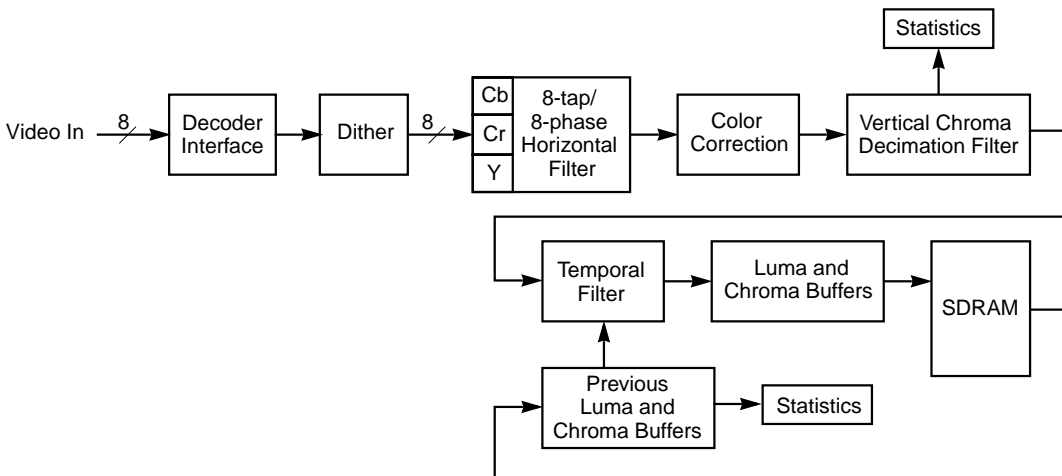 Statistics
Video In
8
Decoder
Interface
Dither
8
Cb
Cr
Y
8-tap/
8-phase
Horizontal
Filter
Color
Correction
Vertical Chroma
Decimation Filter
Temporal
Filter
Luma and
Chroma Buffers
SDRAM
Previous
Luma and
Chroma Buffers
Statistics